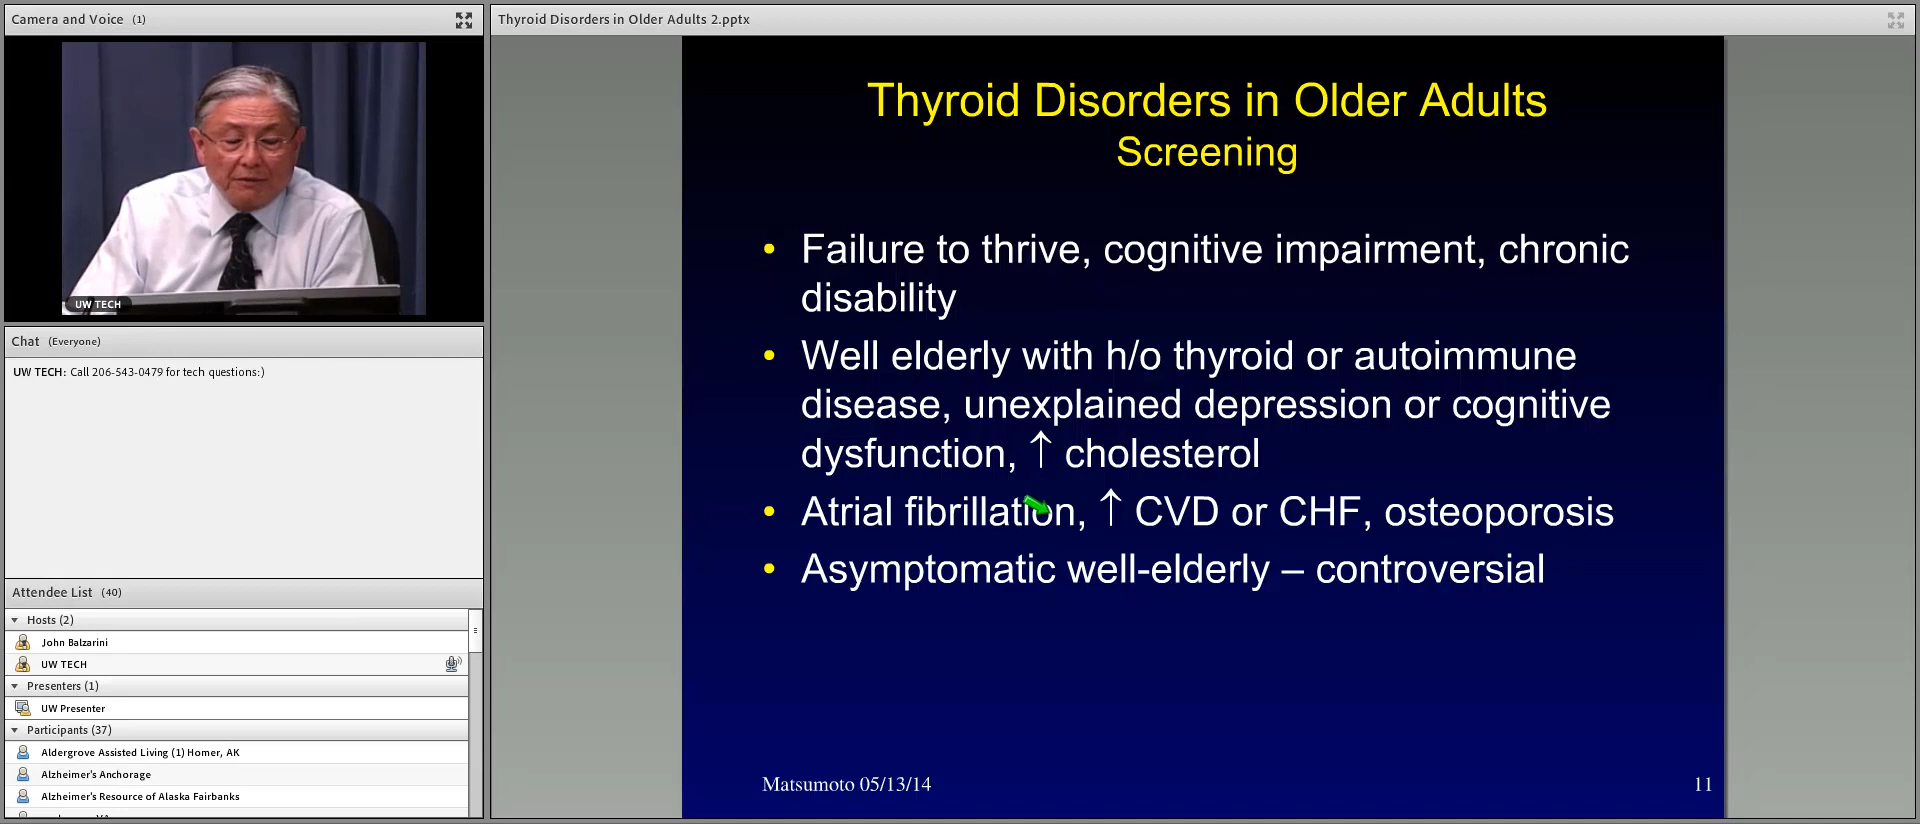 Camera and Voice (1)
UW TECH
Chat (Everyone)
UW TECH: Call 206-543-0479 for tech questions:)
Attendee List (40)
Hosts (2)
John Balzarini
UW TECH
Presenters (1)
UW Presenter
Participants (37)
Aldergrove Assisted Living (1) Homer, AK
Alzheimer's Anchorage
Alzheimer's Resource of Alaska Fairbanks
Thyroid Disorders in Older Adults 2.pptx
Thyroid Disorders in Older Adults
Screening
• Failure to thrive, cognitive impairment, chronic
disability
• Well elderly with h/o thyroid or autoimmune
disease, unexplained depression or cognitive
dysfunction, ↑ cholesterol
• Atrial fibrillation, ↑ CVD or CHF, osteoporosis
• Asymptomatic well-elderly – controversial
Matsumoto 05/13/14
11